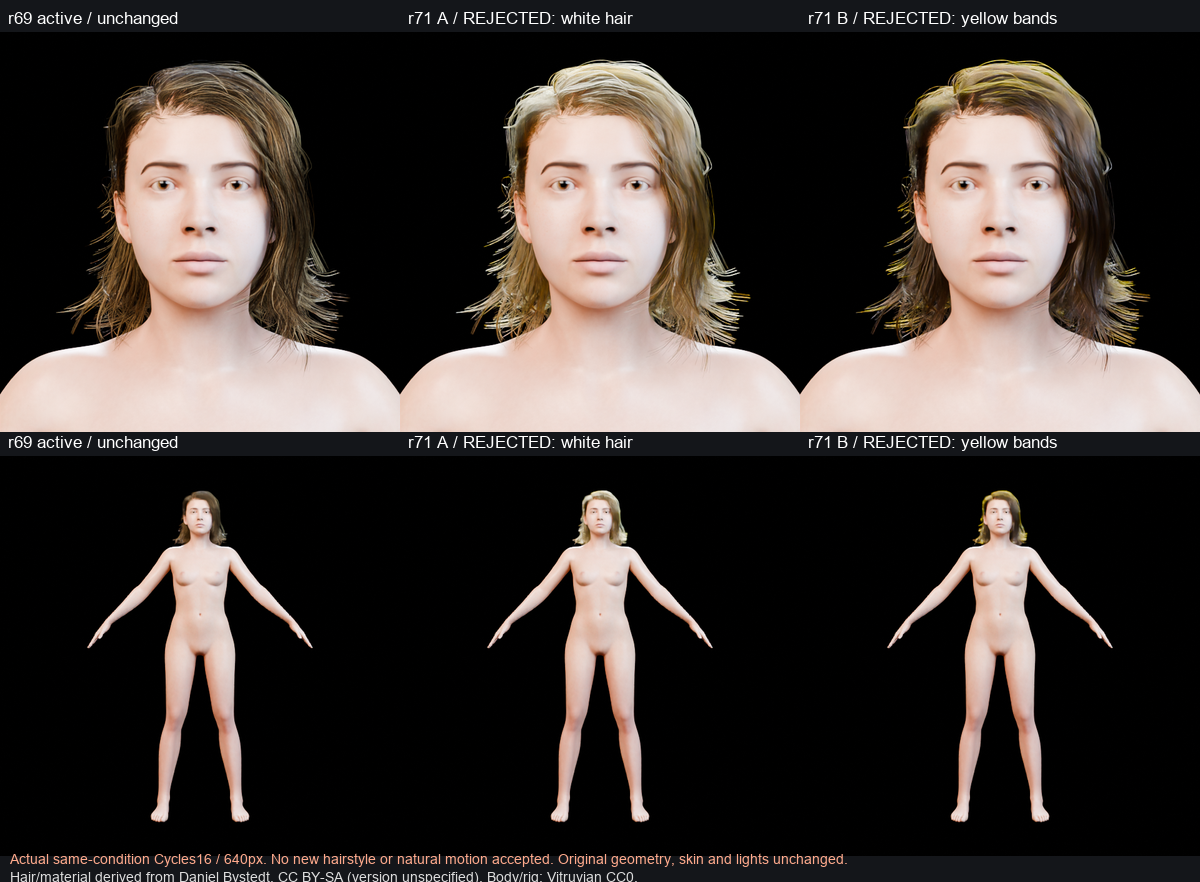 r69 active / unchanged
r71 A / REJECTED: white hair
r71 B / REJECTED: yellow bands
r69 active / unchanged
r71 A / REJECTED: white hair
r71 B / REJECTED: yellow bands
Actual same-condition Cycles16 / 640px. No new hairstyle or natural motion accepted. Original geometry, skin and lights unchanged.
Hair/material derived from Daniel Bystedt, CC BY-SA (version unspecified). Body/rig: Vitruvian CC0.